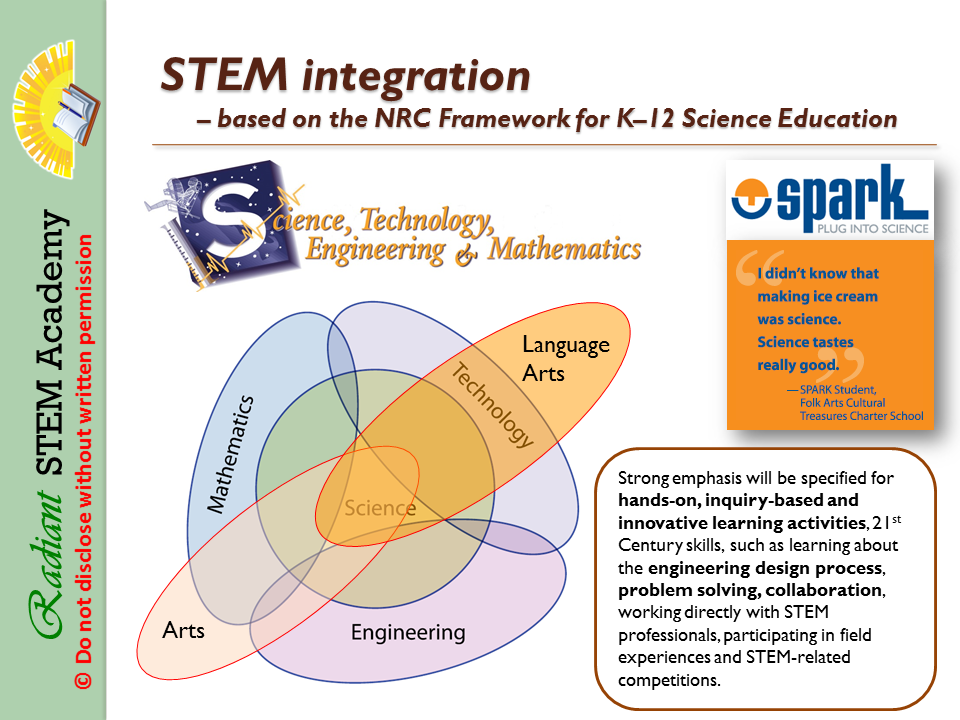 STEM integration
– based on the NRC Framework for K–12 Science Education
Radiant STEM Academy
© Do not disclose without written permission
Science, Technology,
Engineering & Mathematics
spark
PLUG INTO SCIENCE
“
I didn’t know that
making ice cream
was science.
Science tastes
really good.
”
— SPARK Student,
Folk Arts Cultural
Treasures Charter School
Language
Arts
Technology
Mathematics
Science
Arts
Engineering
Strong emphasis will be specified for
hands-on, inquiry-based and
innovative learning activities, 21st
Century skills, such as learning about
the engineering design process,
problem solving, collaboration,
working directly with STEM
professionals, participating in field
experiences and STEM-related
competitions.